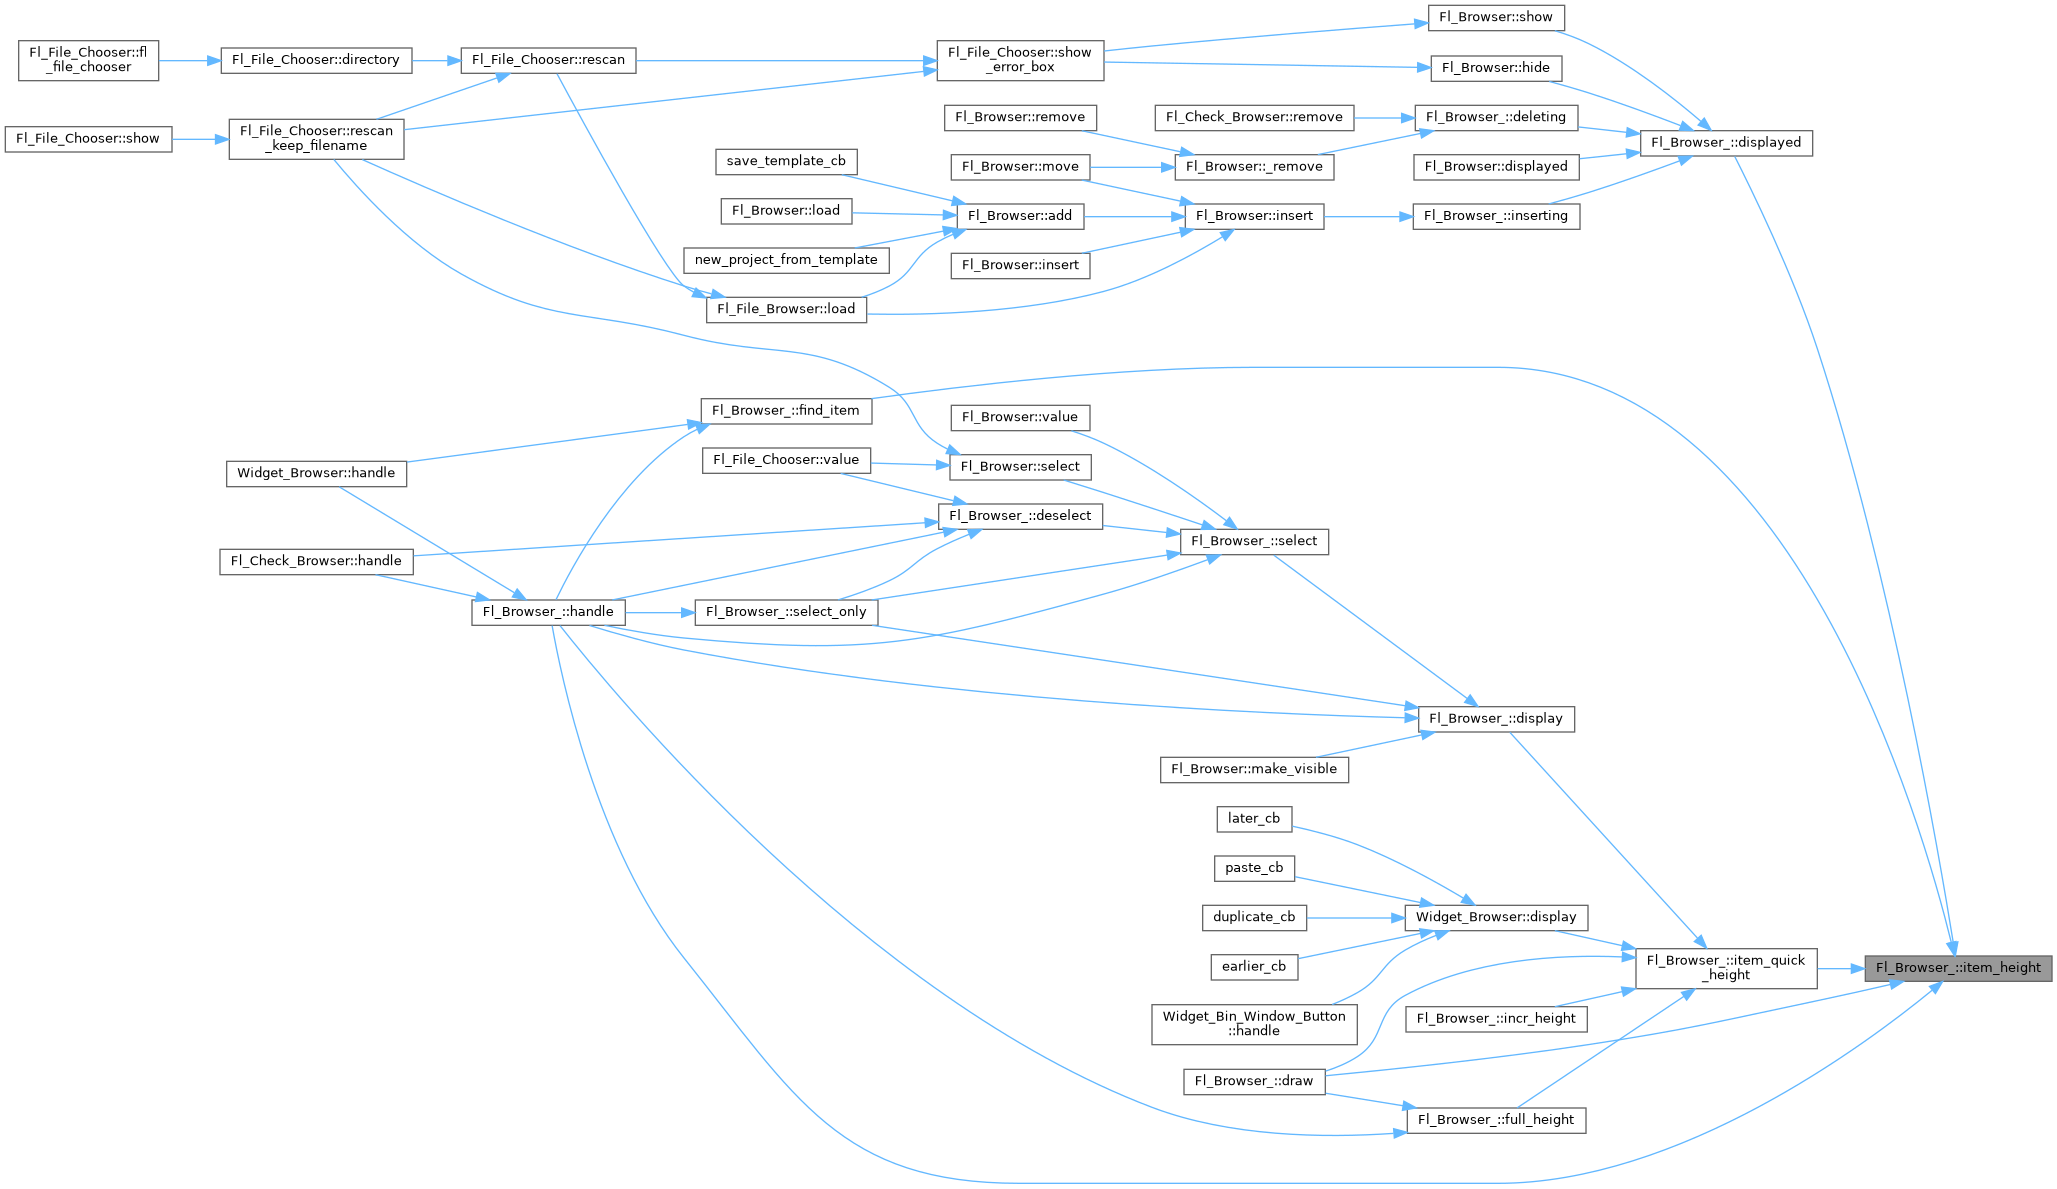 Fl_Browser::show
Fl_File_Chooser::fl
_file_chooser
Fl_File_Chooser::directory
Fl_File_Chooser::rescan
Fl_File_Chooser::show
_error_box
Fl_Browser::hide
Fl_Browser::remove
Fl_Check_Browser::remove
Fl_Browser_::deleting
Fl_File_Chooser::show
Fl_File_Chooser::rescan
_keep_filename
Fl_Browser_::displayed
save_template_cb
Fl_Browser::move
Fl_Browser::_remove
Fl_Browser::displayed
Fl_Browser::load
Fl_Browser::add
Fl_Browser::insert
Fl_Browser_::inserting
new_project_from_template
Fl_Browser::insert
Fl_File_Browser::load
Fl_Browser_::find_item
Fl_Browser::value
Fl_File_Chooser::value
Fl_Browser::select
Widget_Browser::handle
Fl_Browser_::deselect
Fl_Browser_::select
Fl_Check_Browser::handle
Fl_Browser_::handle
Fl_Browser_::select_only
Fl_Browser_::display
Fl_Browser::make_visible
later_cb
paste_cb
duplicate_cb
Widget_Browser::display
earlier_cb
Fl_Browser_::item_quick
_height
Fl_Browser_::item_height
Widget_Bin_Window_Button
::handle
Fl_Browser_::incr_height
Fl_Browser_::draw
Fl_Browser_::full_height